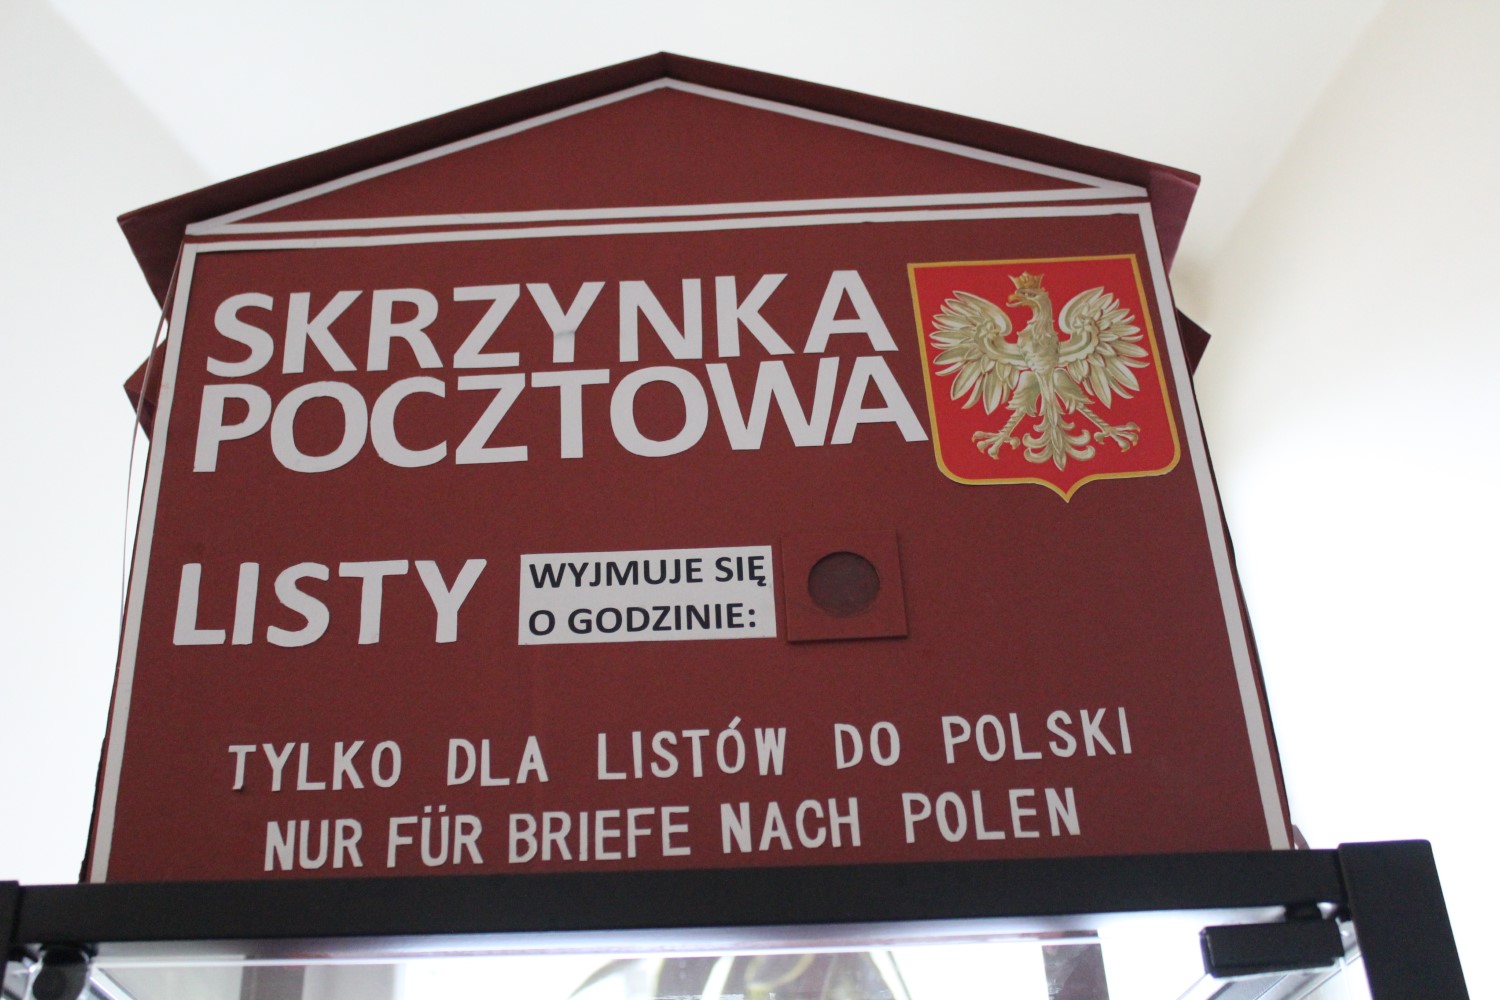 SKRZYNKA
POCZTOWA
LISTY
WYJMUJE SIĘ
O GODZINIE:
TYLKO DLA LISTÓW DO POLSKI
NUR FÜR BRIEFE NACH POLEN